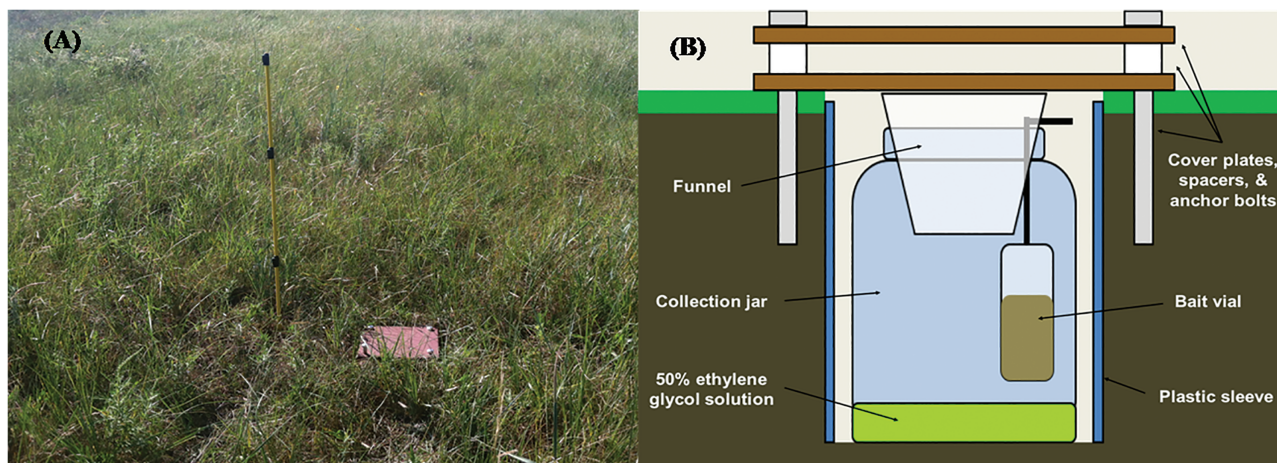 (A)
(B)
Funnel
Cover plates,
spacers, &
anchor bolts
Collection jar
Bait vial
50% ethylene
glycol solution
Plastic sleeve